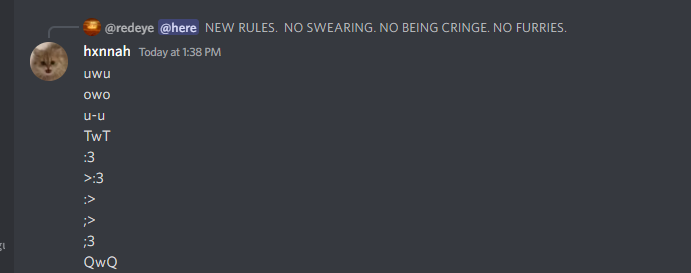 @redeye @here NEW RULES. NO SWEARING. NO BEING CRINGE. NO FURRIES.
hxnnah Today at 1:38 PM
uwu
owo
u-u
TwT
:3
>:3
:>
;>
;3
QwQ